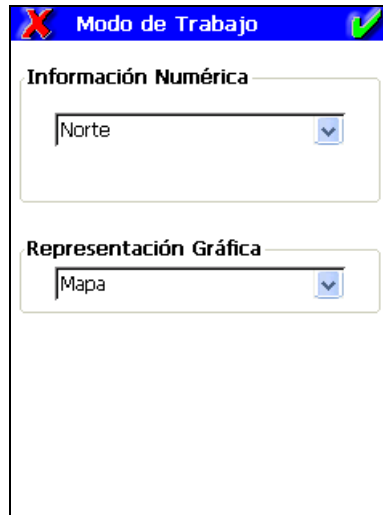 Modo de Trabajo
Información Numérica
Norte
Representación Gráfica
Mapa